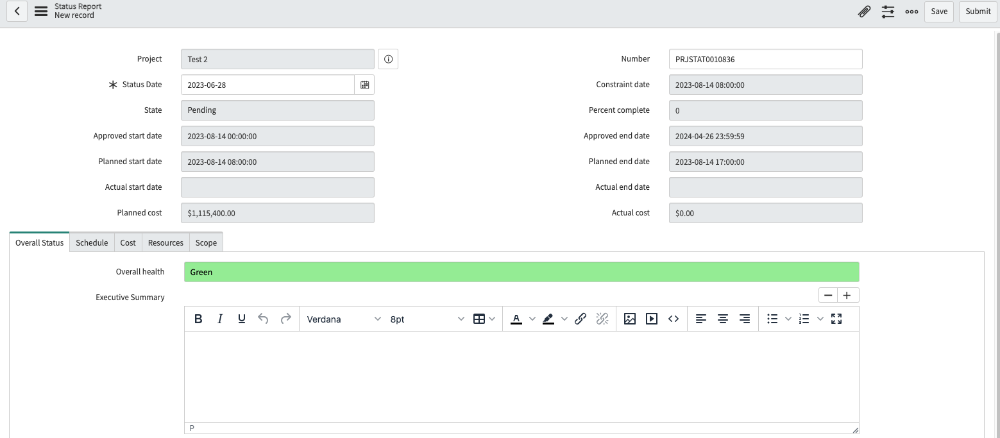 Status Report
New record
Save
Submit
Project
Test 2
Number
PRJSTAT0010836
Status Date
2023-06-28
Constraint date
2023-08-14 08:00:00
State
Pending
Percent complete
0
Approved start date
2023-08-14 00:00:00
Approved end date
2024-04-26 23:59:59
Planned start date
2023-08-14 08:00:00
Planned end date
2023-08-14 17:00:00
Actual start date
Actual end date
Planned cost
$1,115,400.00
Actual cost
$0.00
Overall Status
Schedule
Cost
Resources
Scope
Overall health
Green
Executive Summary
B I U
Verdana
8pt
A
P